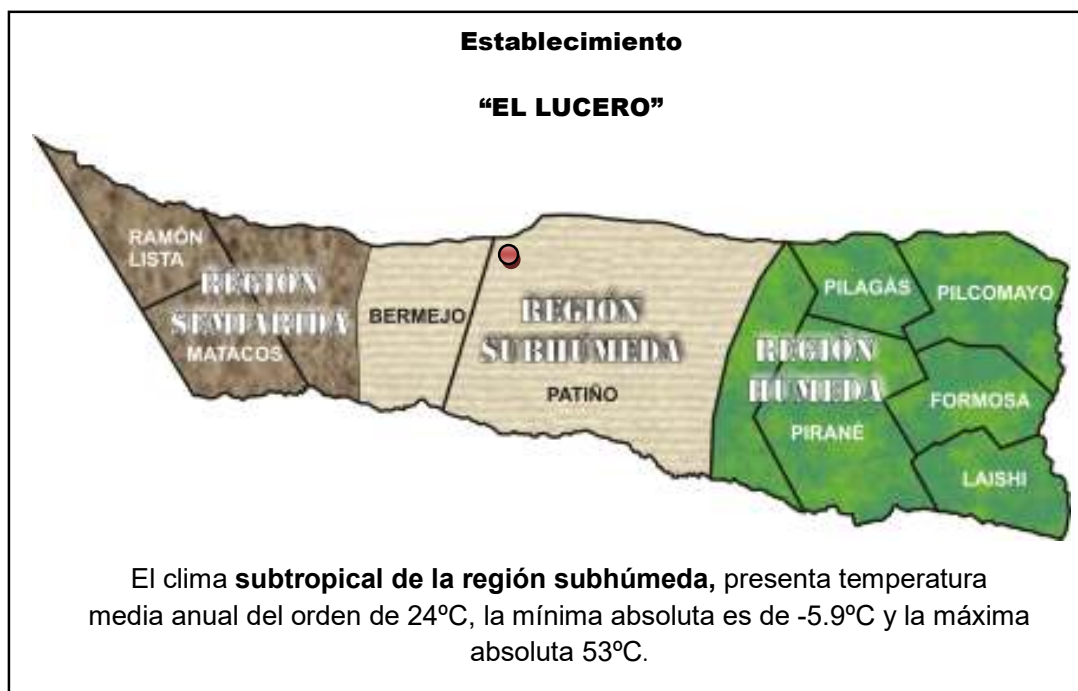 Establecimiento
“EL LUCERO”
RAMÓN
LISTA
REGIÓN
SEMIARIDA
MATACOS
BERMEJO
REGIÓN
SUBHÚMEDA
PATIÑO
PILAGÁS
PILCOMAYO
REGIÓN
HÚMEDA
PIRANÉ
FORMOSA
LAISHI
El clima subtropical de la región subhúmeda, presenta temperatura
media anual del orden de 24ºC, la mínima absoluta es de -5.9ºC y la máxima
absoluta 53ºC.